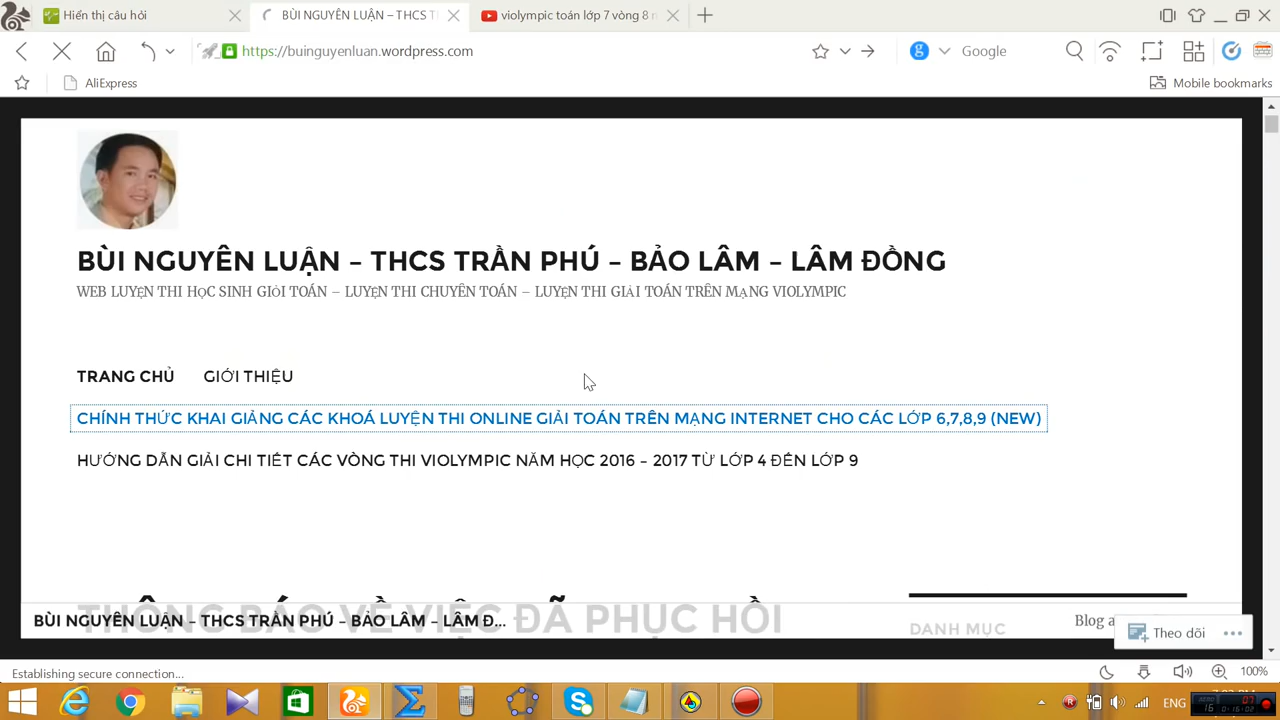 Hiển thị câu hỏi
BÙI NGUYÊN LUẬN – THCS T
violympic toán lớp 7 vòng 8 n
https://buinguyenluan.wordpress.com
g
Google
AliExpress
Mobile bookmarks
BÙI NGUYÊN LUẬN – THCS TRẦN PHÚ – BẢO LÂM – LÂM ĐỒNG
WEB LUYỆN THI HỌC SINH GIỎI TOÁN – LUYỆN THI CHUYÊN TOÁN – LUYỆN THI GIẢI TOÁN TRÊN MẠNG VIOLYMPIC
TRANG CHỦ
GIỚI THIỆU
CHÍNH THỨC KHAI GIẢNG CÁC KHOÁ LUYỆN THI ONLINE GIẢI TOÁN TRÊN MẠNG INTERNET CHO CÁC LỚP 6,7,8,9 (NEW)
HƯỚNG DẪN GIẢI CHI TIẾT CÁC VÒNG THI VIOLYMPIC NĂM HỌC 2016 – 2017 TỪ LỚP 4 ĐẾN LỚP 9
THÔNG BÁO VỀ VIỆC ĐÃ PHỤC HỒI
DANH MỤC
BÙI NGUYÊN LUẬN – THCS TRẦN PHÚ – BẢO LÂM – LÂM Đ...
Blog a
Theo dõi
Establishing secure connection...
100%
ENG